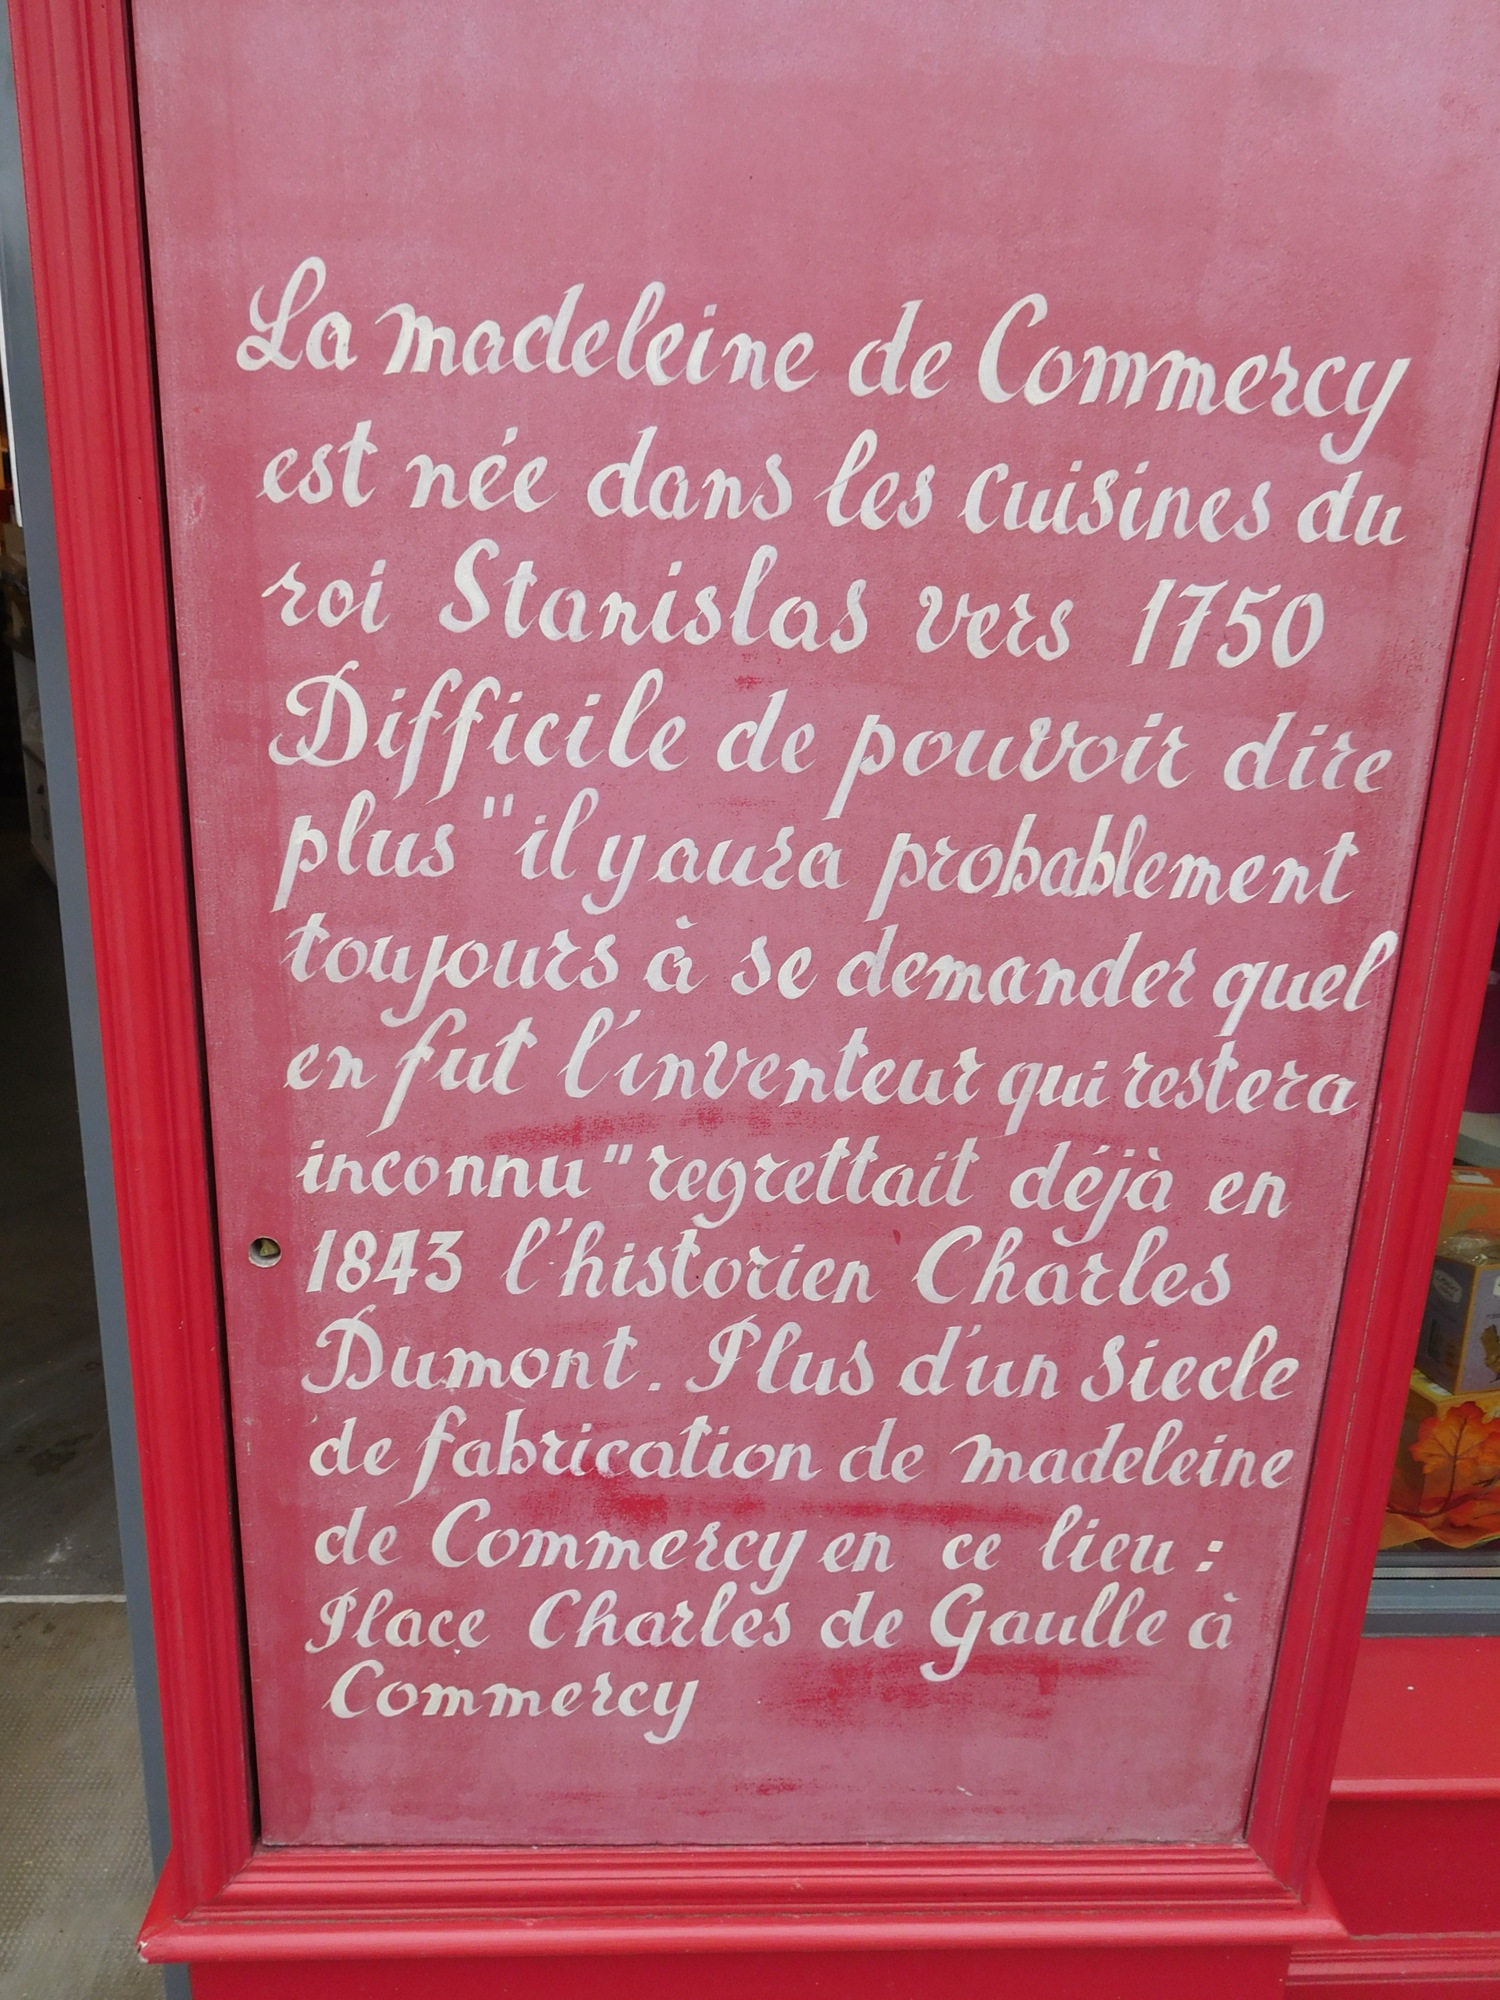 La madeleine de Commercy
est née dans les cuisines du
roi Stanislas vers 1750
Difficile de pouvoir dire
plus "il y aura probablement
toujours à se demander quel
en fut l'inventeur qui restera
inconnu" regrettait déjà en
1843 l'historien Charles
Dumont. Plus d'un siecle
de fabrication de madeleine
de Commercy en ce lieu :
Place Charles de Gaulle à
Commercy